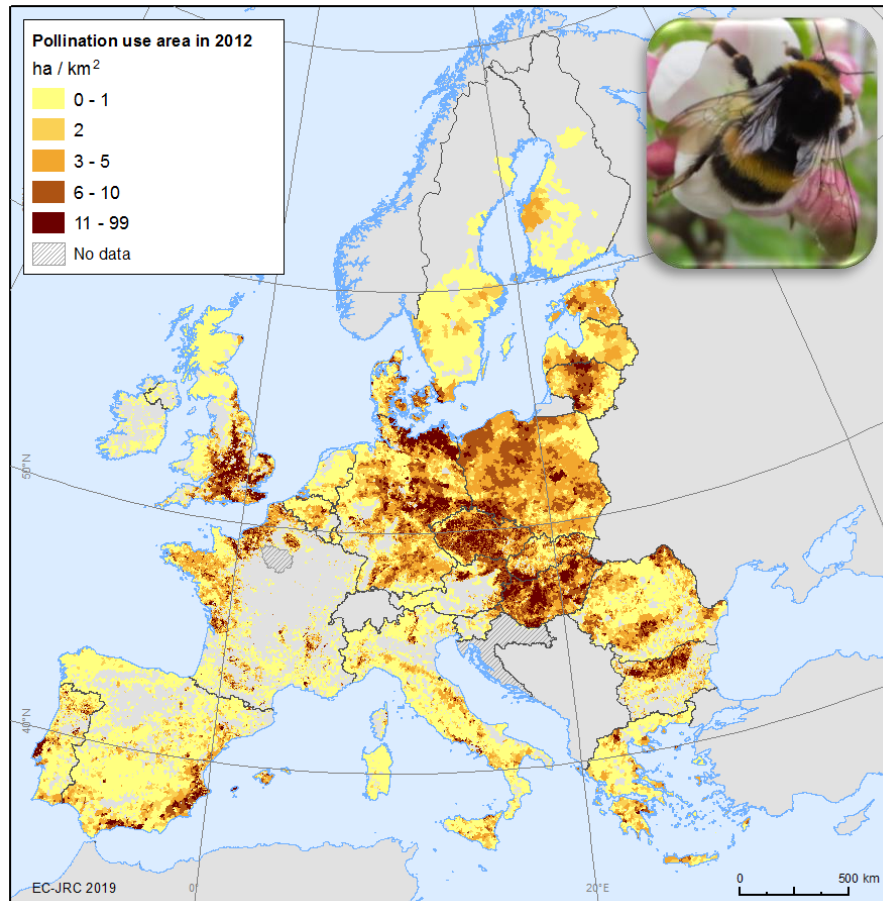 Pollination use area in 2012
ha / km²
0 - 1
2
3 - 5
6 - 10
11 - 99
No data
50°N
40°N
EC-JRC 2019
0°
20°E
0 500 km